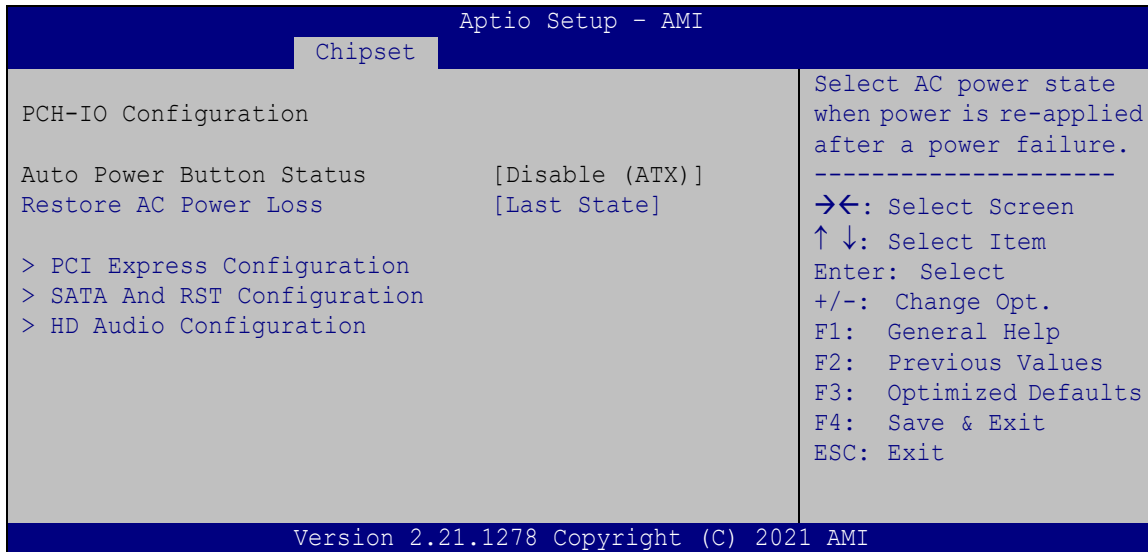 Aptio Setup – AMI
Chipset
PCH-IO Configuration
Auto Power Button Status [Disable (ATX)]
Restore AC Power Loss [Last State]
> PCI Express Configuration
> SATA And RST Configuration
> HD Audio Configuration
Select AC power state
when power is re-applied
after a power failure.
---------------------
→←: Select Screen
↑ ↓: Select Item
Enter: Select
+/-: Change Opt.
F1: General Help
F2: Previous Values
F3: Optimized Defaults
F4: Save & Exit
ESC: Exit
Version 2.21.1278 Copyright (C) 2021 AMI